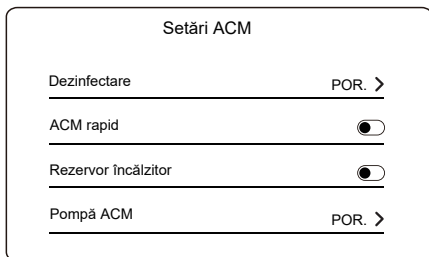 Setări ACM
Dezinfectare POR.
ACM rapid
Rezervor încălzitor
Pompă ACM POR.